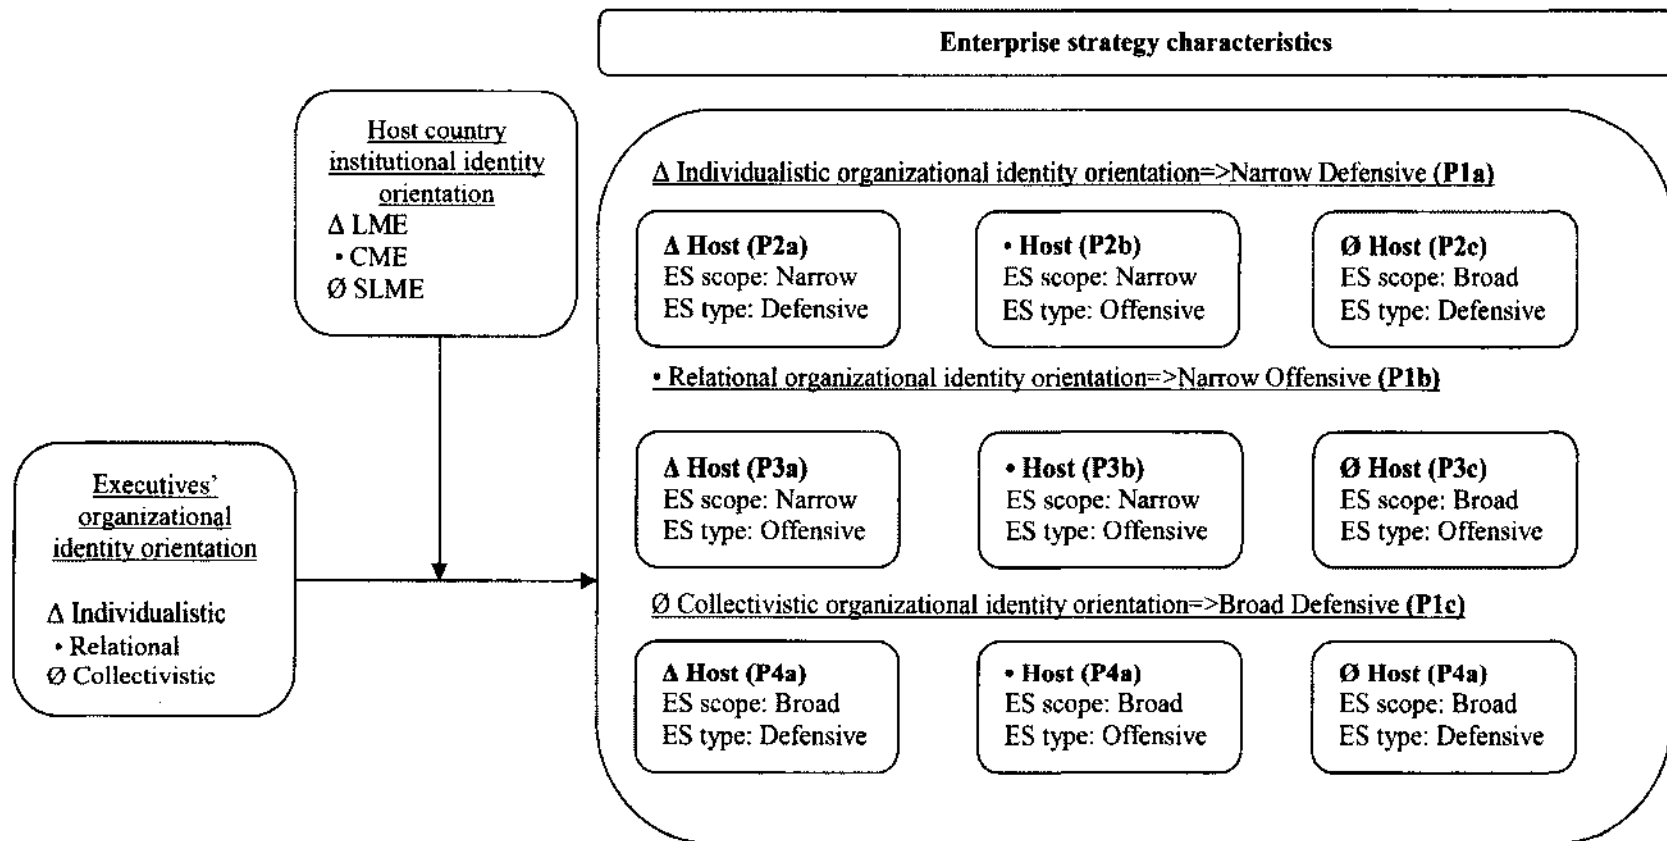 Enterprise strategy characteristics
Host country
institutional identity
orientation
Δ LME
• CME
Ø SLME
Executives'
organizational
identity orientation
Δ Individualistic
• Relational
Ø Collectivistic
Δ Individualistic organizational identity orientation=>Narrow Defensive (P1a)
Δ Host (P2a)
ES scope: Narrow
ES type: Defensive
• Host (P2b)
ES scope: Narrow
ES type: Offensive
Ø Host (P2c)
ES scope: Broad
ES type: Defensive
• Relational organizational identity orientation=>Narrow Offensive (P1b)
Δ Host (P3a)
ES scope: Narrow
ES type: Offensive
• Host (P3b)
ES scope: Narrow
ES type: Offensive
Ø Host (P3c)
ES scope: Broad
ES type: Offensive
Ø Collectivistic organizational identity orientation=>Broad Defensive (P1c)
Δ Host (P4a)
ES scope: Broad
ES type: Defensive
• Host (P4a)
ES scope: Broad
ES type: Offensive
Ø Host (P4a)
ES scope: Broad
ES type: Defensive